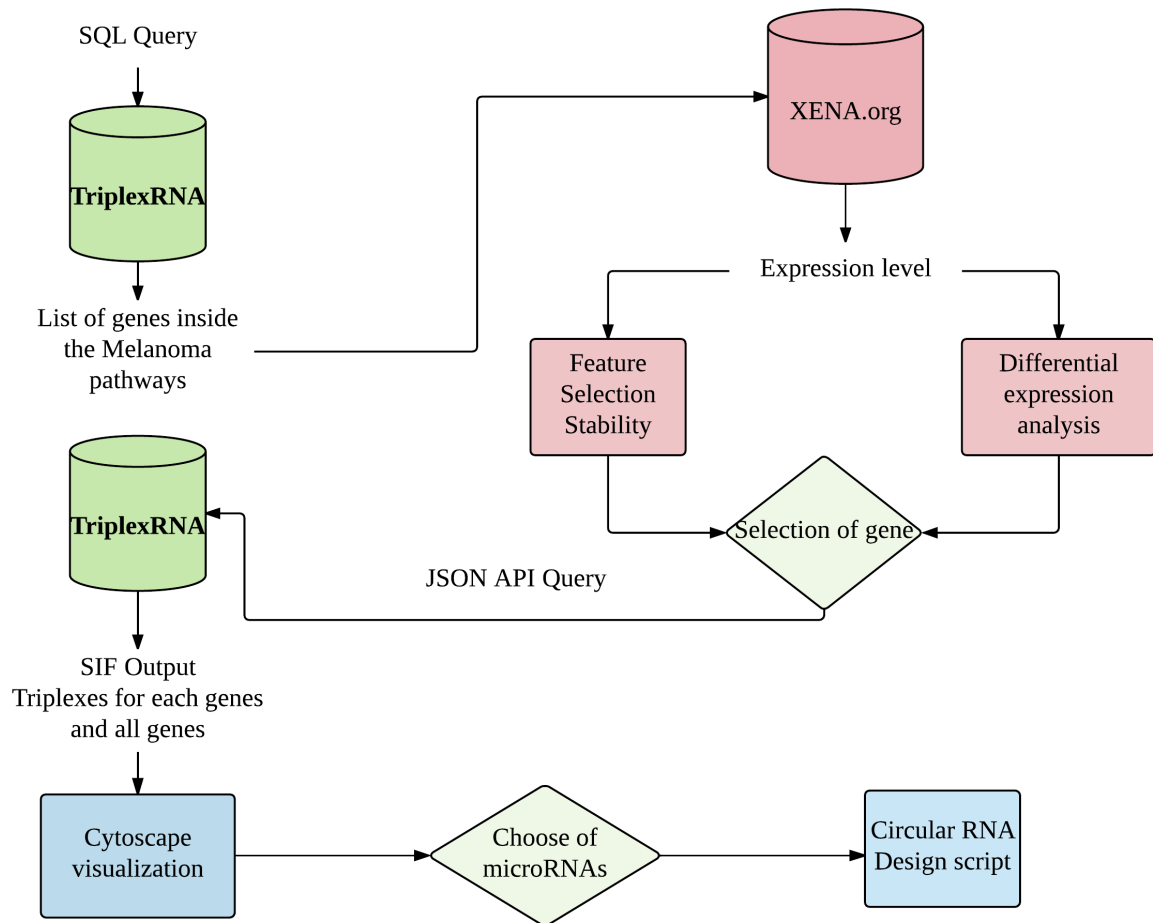 SQL Query
TriplexRNA
List of genes inside
the Melanoma
pathways
XENA.org
Expression level
Feature
Selection
Stability
Differential
expression
analysis
Selection of gene
JSON API Query
TriplexRNA
SIF Output
Triplexes for each genes
and all genes
Cytoscape
visualization
Choose of
microRNAs
Circular RNA
Design script